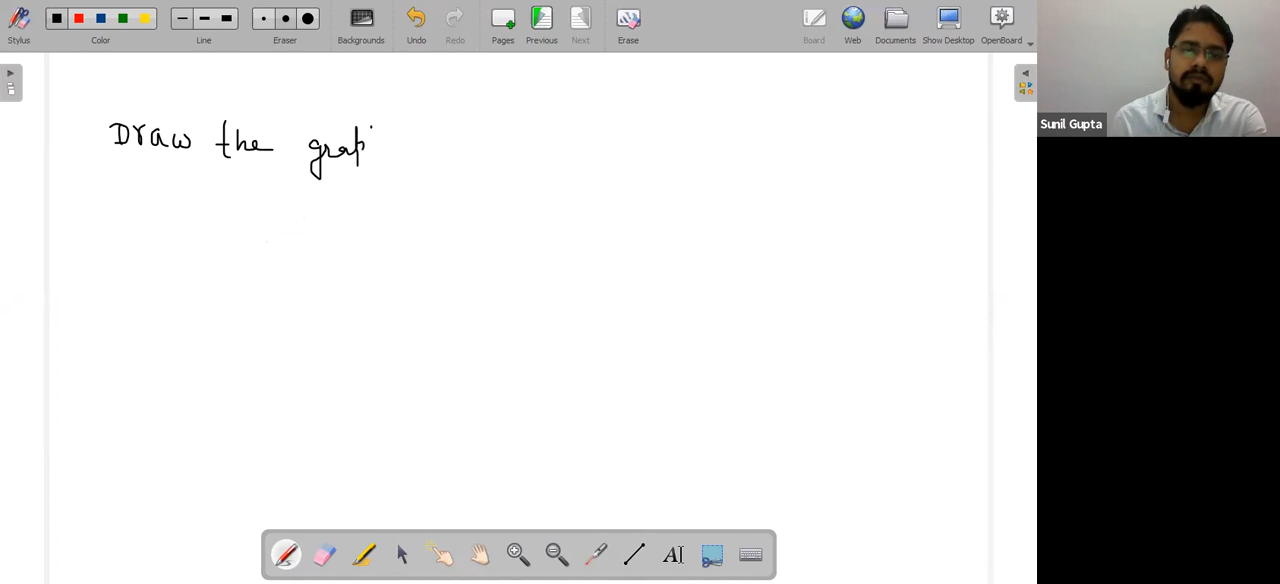 Stylus
Color
Line
Eraser
Backgrounds
Undo
Redo
Pages
Previous
Next
Erase
Board
Web
Documents
Show Desktop
OpenBoard
Sunil Gupta
Draw the grap